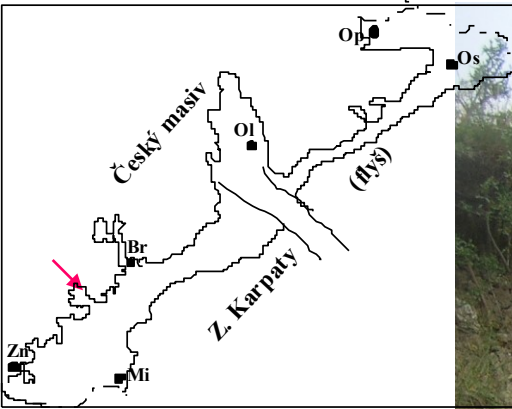 Op
Os
Český masiv
Ol
(flyš)
Br
Z. Karpaty
Zn
Mi